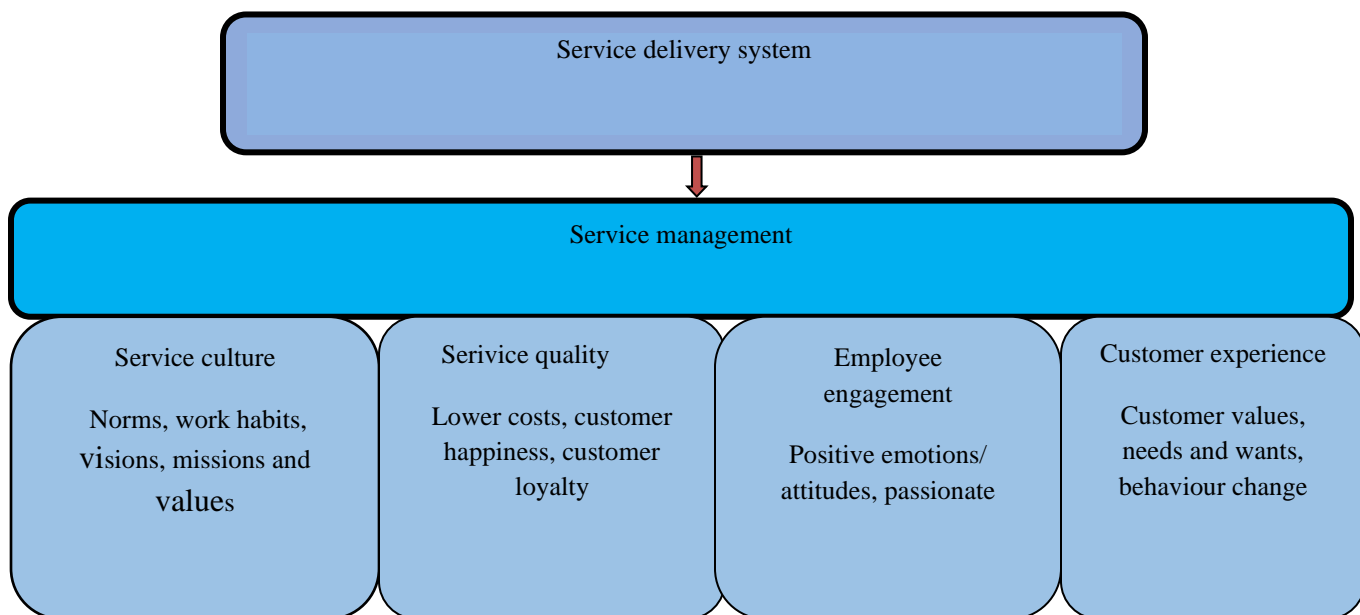 Service delivery system
Service management
Service culture
Norms, work habits,
visions, missions and
values
Serivice quality
Lower costs, customer
happiness, customer
loyalty
Employee
engagement
Positive emotions/
attitudes, passionate
Customer experience
Customer values,
needs and wants,
behaviour change